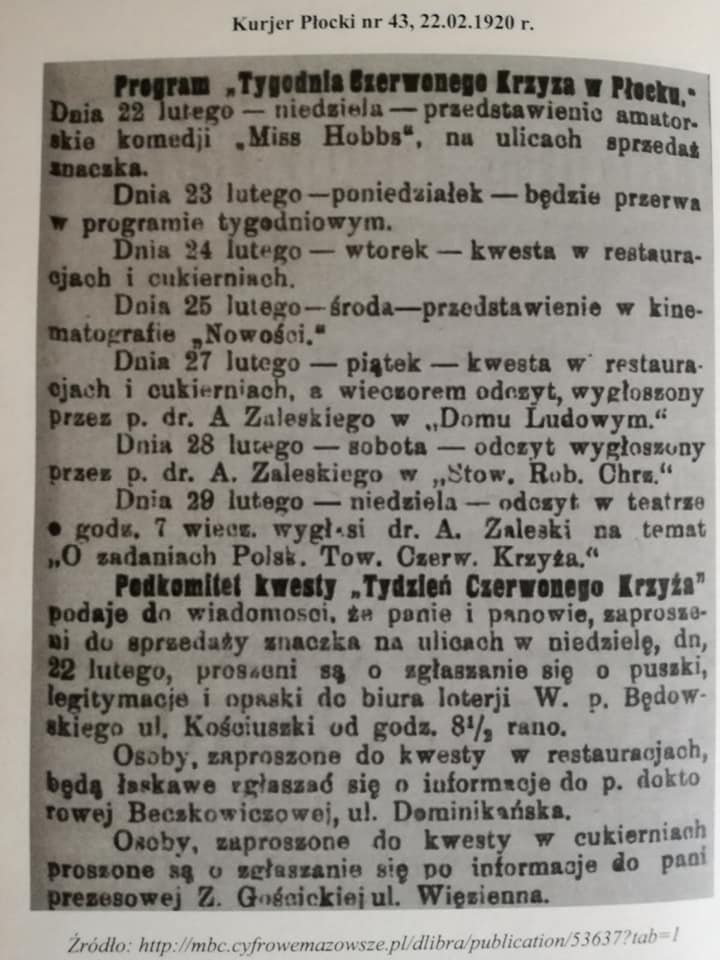 Kurjer Płocki nr 43, 22.02.1920 r.
Program „Tygodnia Czerwonego Krzyża w Płocku.“
Dnia 22 lutego — niedziela — przedstawienie amator-
skie komedji „Miss Hobbs“, na ulicach sprzedaż
znaczka.
Dnia 23 lutego —poniedziałek — będzie przerwa
w programie tygodniowym.
Dnia 24 lutego — wtorek — kwesta w restaura-
cjach i cukierniach.
Dnia 25 lutego—środa—przedstawienie w kine-
matografie „Nowości.“
Dnia 27 lutego — piątek — kwesta w restaura-
cjach i cukierniach, a wieczorem odczyt, wygłoszony
przez p. dr. A Zaleskiego w „Domu Ludowym.“
Dnia 28 lutego — sobota — odczyt wygłoszony
przez p. dr. A. Zaleskiego w „Stow. Rob. Chrz.“
Dnia 29 lutego — niedziela — odczyt w teatrze
o godz. 7 wiecz. wygłosi dr. A. Zaleski na temat
„O zadaniach Polsk. Tow. Czerw. Krzyża.“
Podkomitet kwesty „Tydzień Czerwonego Krzyża”
podaje do wiadomości, że panie i panowie, zaprosze-
ni do sprzedaży znaczka na ulicach w niedzielę, dn,
22 lutego, proszeni są o zgłaszanie się o puszki,
legitymacje i opaski do biura loterji W. p. Będow-
skiego ul. Kościuszki od godz. 8½ rano.
Osoby, zaproszone do kwesty w restauracjach,
będą łaskawe zgłaszać się o informacje do p. dokto
rowej Beczkowiczowej, ul. Dominikańska.
Osoby, zaproszone do kwesty w cukierniach
proszone są o zgłaszanie się po informacje do pani
prezesowej Z. Gościckiej ul. Więzienna.
Źródło: http://mbc.cyfrowemazowsze.pl/dlibra/publication/53637?tab=1